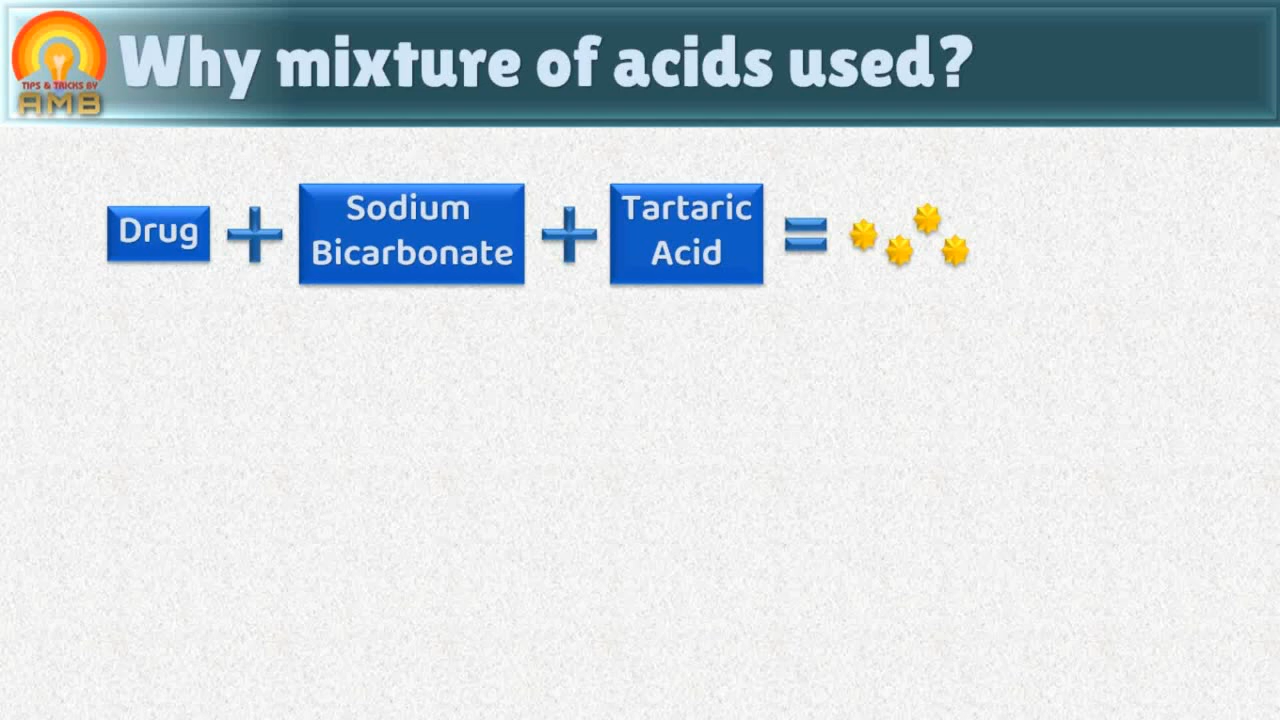 Why mixture of acids used?
TIPS & TRICKS BY
AMB
Drug
Sodium
Bicarbonate
Tartaric
Acid